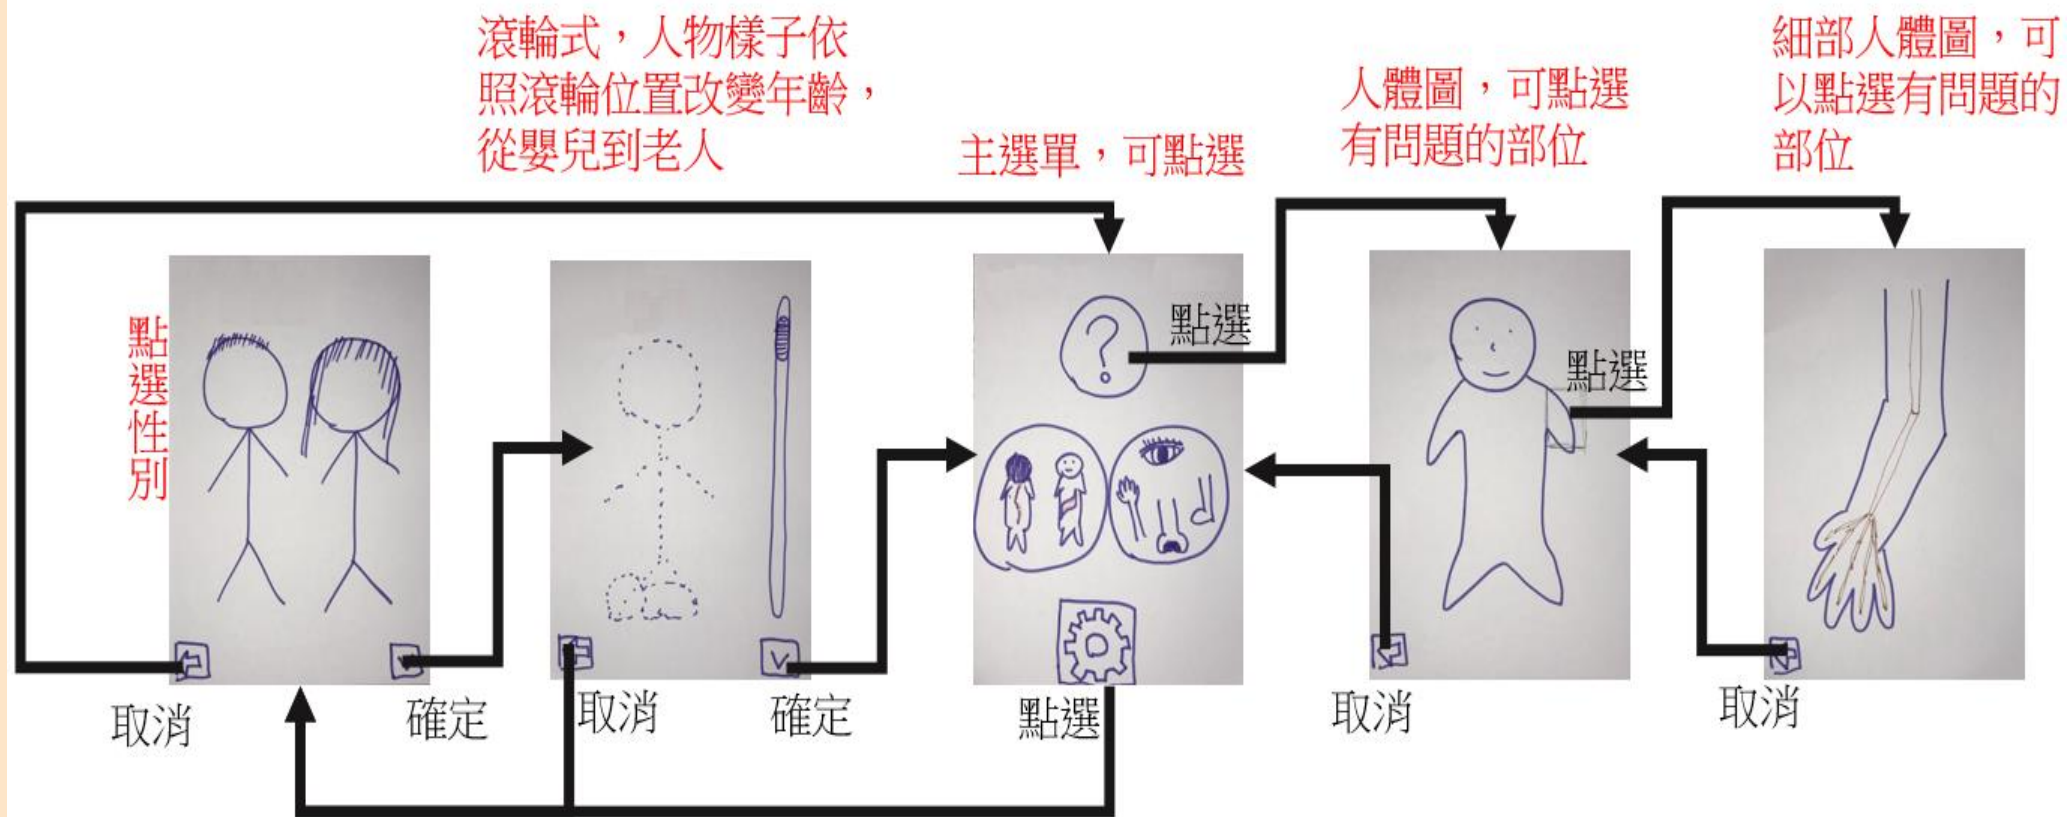 滾輪式，人物樣子依
照滾輪位置改變年齡，
從嬰兒到老人
主選單，可點選
人體圖，可點選
有問題的部位
細部人體圖，可
以點選有問題的
部位
點選性別
?
點選
點選
取消
確定
取消
確定
點選
取消
取消